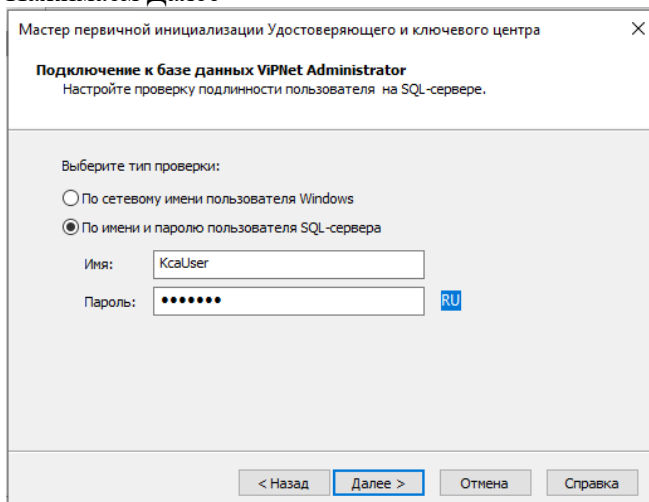 Нажимаем Далее
Мастер первичной инициализации Удостоверяющего и ключевого центра
Подключение к базе данных ViPNet Administrator
Настройте проверку подлинности пользователя на SQL-сервере.
Выберите тип проверки:
По сетевому имени пользователя Windows
По имени и паролю пользователя SQL-сервера
Имя: KcaUser
Пароль: ••••••• RU
< Назад Далее > Отмена Справка